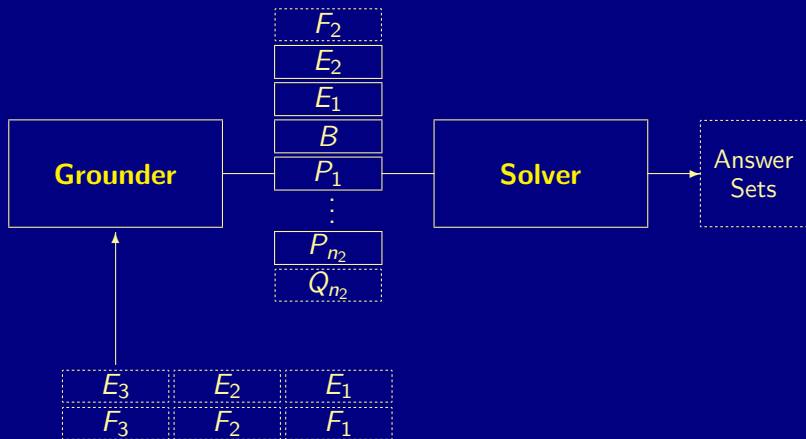 F₂
E₂
E₁
B
Grounder
P₁
Solver
Answer
Sets
⋮
Pₙ₂
Qₙ₂
E₃ E₂ E₁
F₃ F₂ F₁